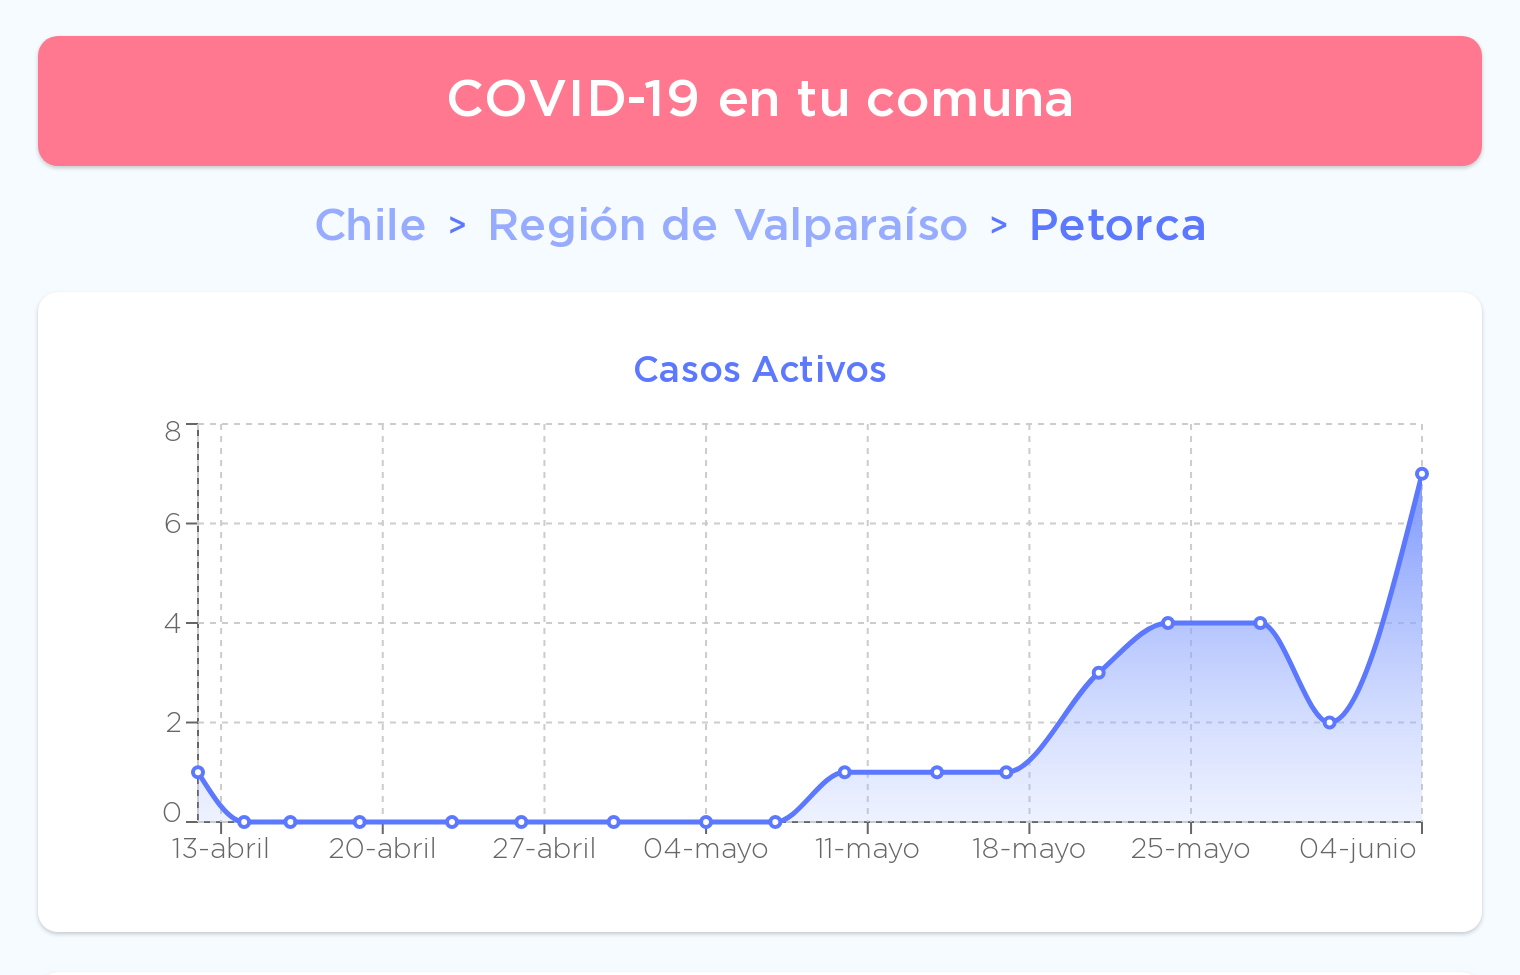 COVID-19 en tu comuna
Chile > Región de Valparaíso > Petorca
Casos Activos
8
6
4
2
0
13-abril 20-abril 27-abril 04-mayo 11-mayo 18-mayo 25-mayo 04-junio